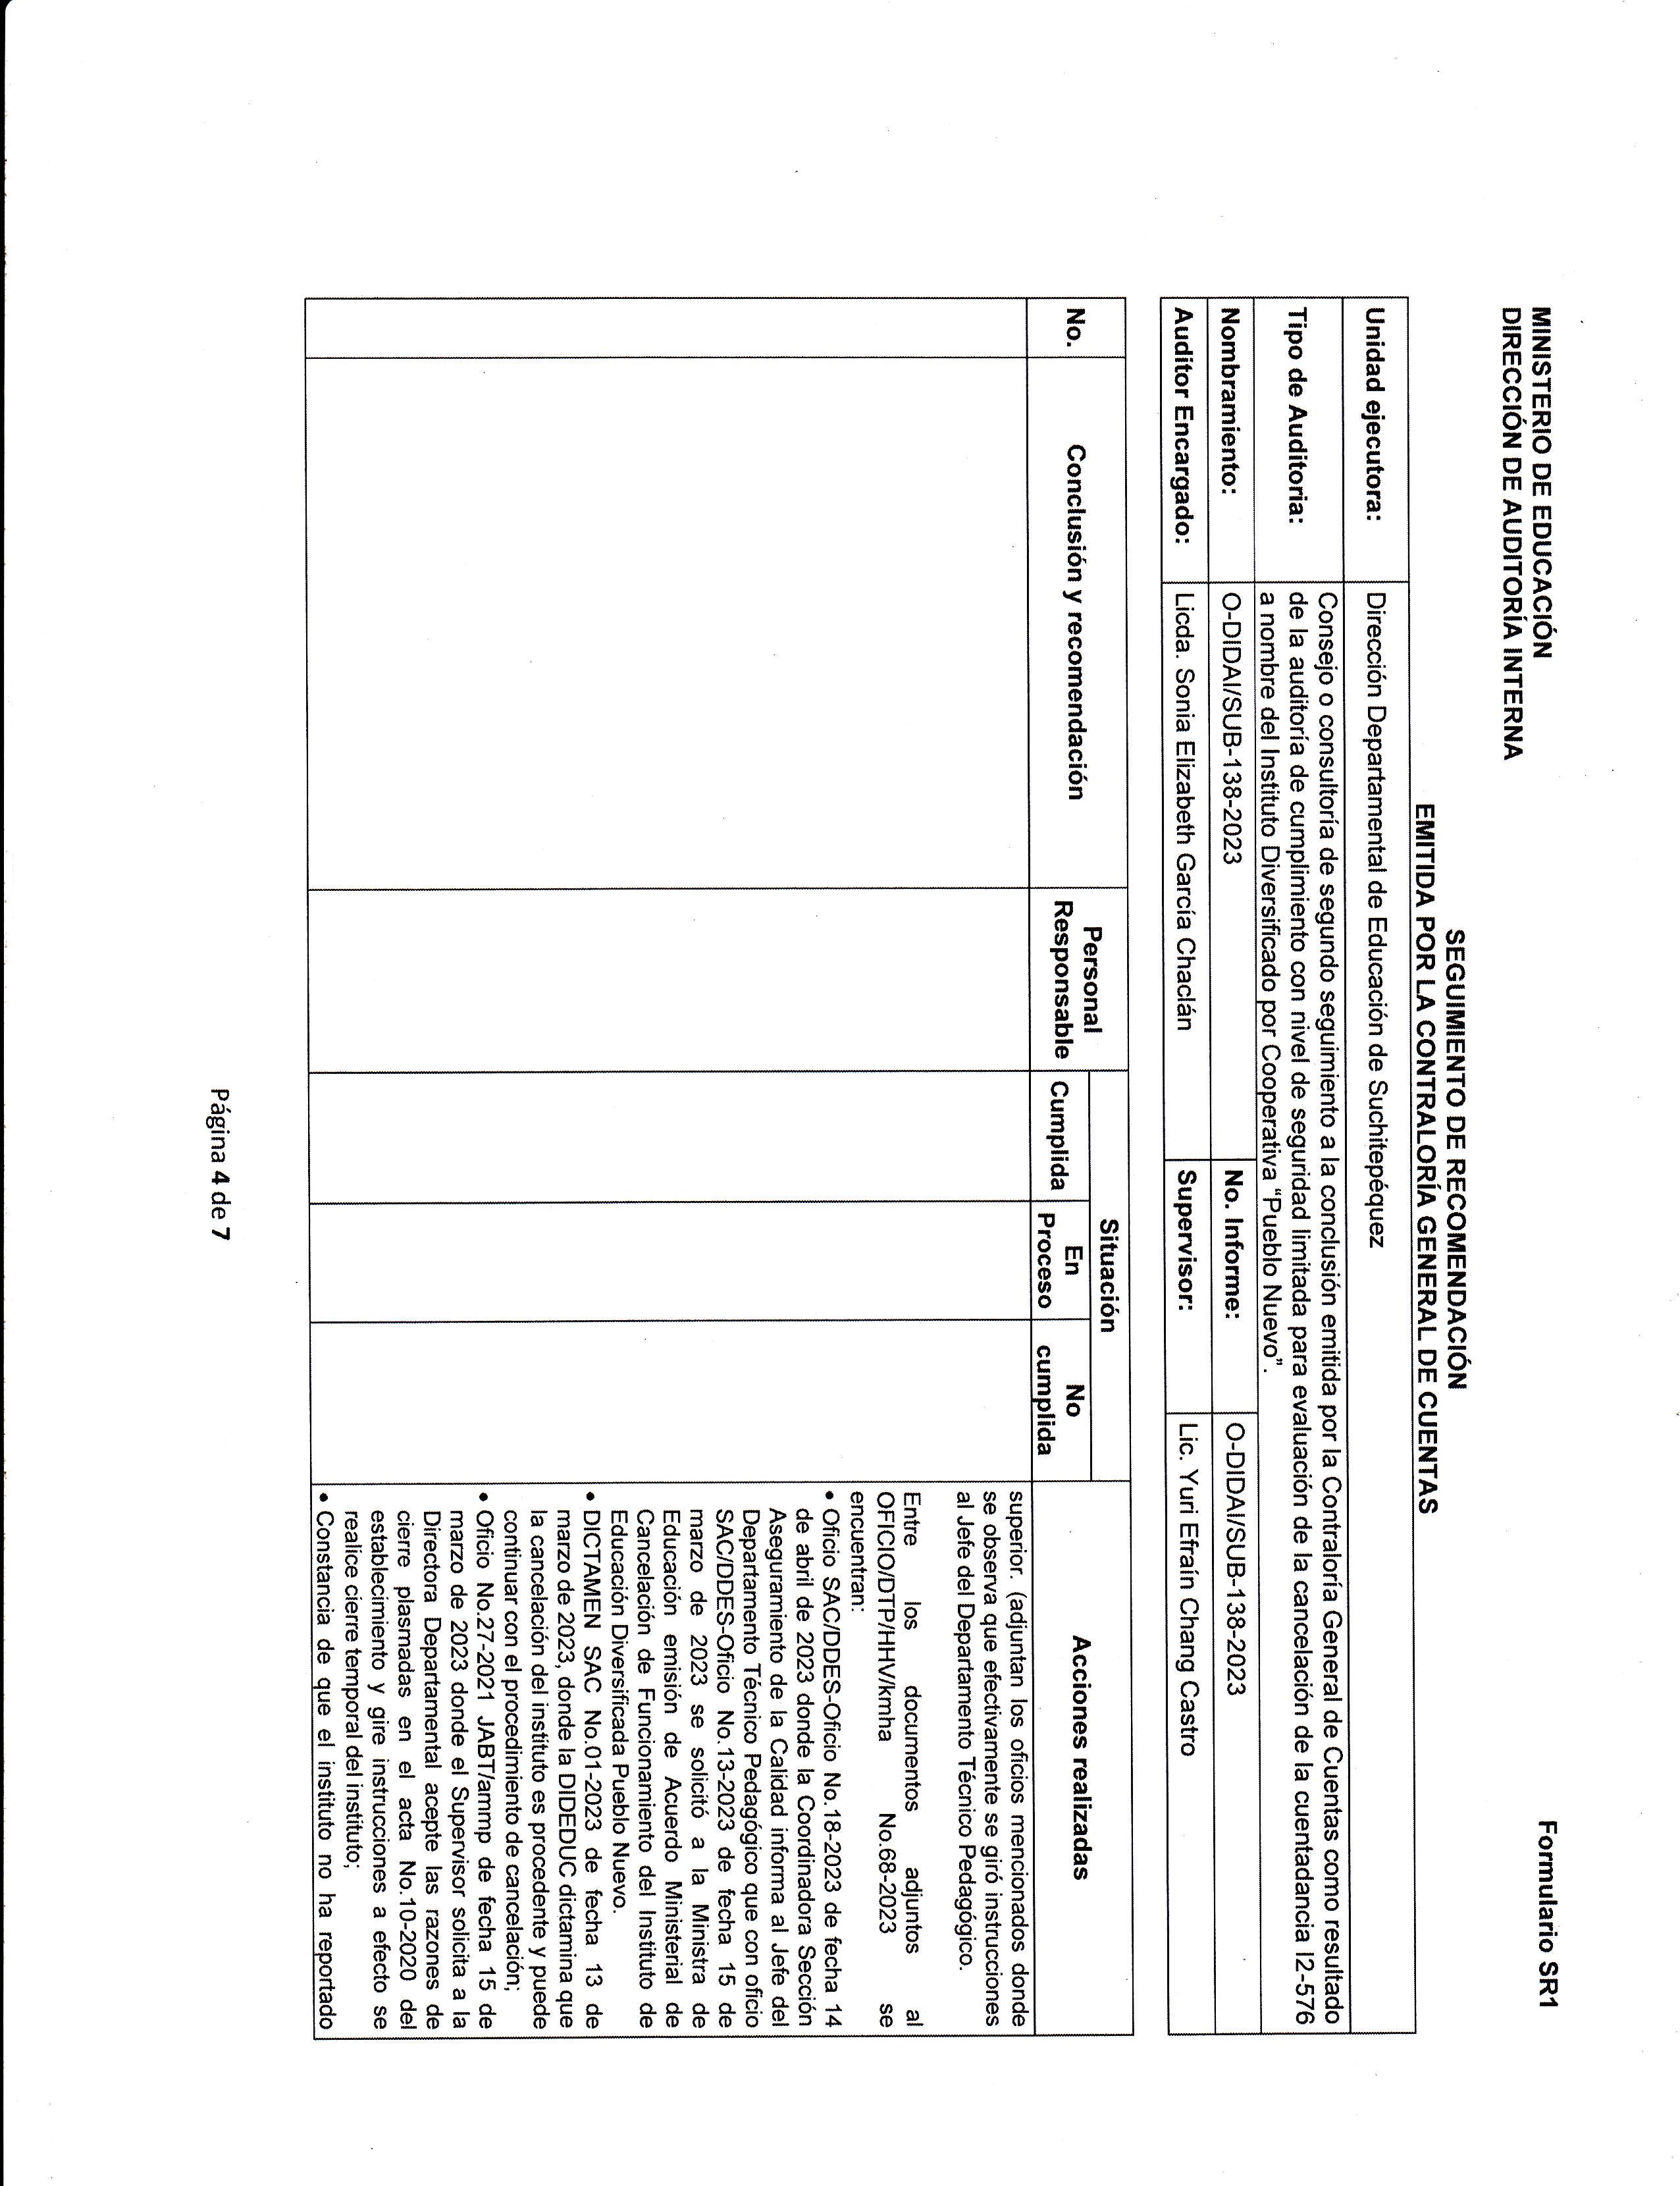 MINISTERIO DE EDUCACIÓN
DIRECCIÓN DE AUDITORÍA INTERNA
Formulario SR1
SEGUIMIENTO DE RECOMENDACIÓN
EMITIDA POR LA CONTRALORÍA GENERAL DE CUENTAS
Unidad ejecutora: Dirección Departamental de Educación de Suchitepéquez
Tipo de Auditoria: Consejo o consultoría de segundo seguimiento a la conclusión emitida por la Contraloría General de Cuentas como resultado
de la auditoría de cumplimiento con nivel de seguridad limitada para evaluación de la cancelación de la cuentadancia I2-576
a nombre del Instituto Diversificado por Cooperativa “Pueblo Nuevo”.
Nombramiento: O-DIDAI/SUB-138-2023 No. Informe: O-DIDAI/SUB-138-2023
Auditor Encargado: Licda. Sonia Elizabeth García Chaclán Supervisor: Lic. Yuri Efraín Chang Castro
No. Conclusión y recomendación Personal Responsable Situación Acciones realizadas
Cumplida En Proceso No cumplida
superior. (adjuntan los oficios mencionados donde
se observa que efectivamente se giró instrucciones
al Jefe del Departamento Técnico Pedagógico.
Entre los documentos adjuntos al
OFICIO/DTP/HHV/kmha No.68-2023 se
encuentran:
• Oficio SAC/DDES-Oficio No.18-2023 de fecha 14
de abril de 2023 donde la Coordinadora Sección
Aseguramiento de la Calidad informa al Jefe del
Departamento Técnico Pedagógico que con oficio
SAC/DDES-Oficio No.13-2023 de fecha 15 de
marzo de 2023 se solicitó a la Ministra de
Educación emisión de Acuerdo Ministerial de
Cancelación de Funcionamiento del Instituto de
Educación Diversificada Pueblo Nuevo.
• DICTAMEN SAC No.01-2023 de fecha 13 de
marzo de 2023, donde la DIDEDUC dictamina que
la cancelación del instituto es procedente y puede
continuar con el procedimiento de cancelación;
• Oficio No.27-2021 JABT/ammp de fecha 15 de
marzo de 2023 donde el Supervisor solicita a la
Directora Departamental acepte las razones de
cierre plasmadas en el acta No.10-2020 del
establecimiento y gire instrucciones a efecto se
realice cierre temporal del instituto;
• Constancia de que el instituto no ha reportado
Página 4 de 7